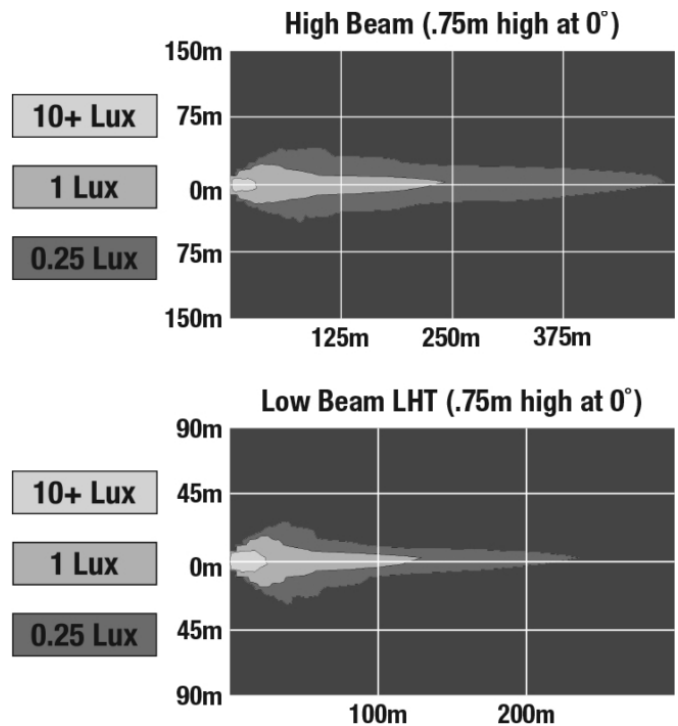 High Beam (.75m high at 0°)
150m
10+ Lux
75m
1 Lux
0m
0.25 Lux
75m
150m
125m 250m 375m
Low Beam LHT (.75m high at 0°)
90m
10+ Lux
45m
1 Lux
0m
0.25 Lux
45m
90m
100m 200m